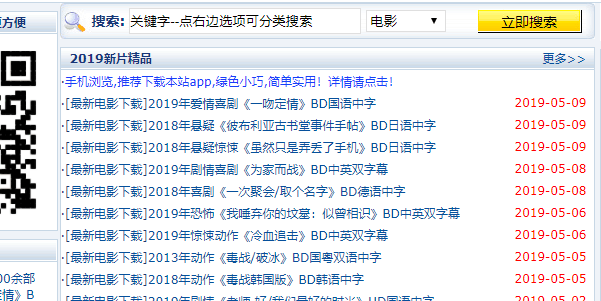 方便
搜索: 关键字--点右边选项可分类搜索 电影 立即搜索
2019新片精品 更多>>
·手机浏览,推荐下载本站app,绿色小巧,简单实用！详情请点击!
·[最新电影下载]2019年爱情喜剧《一吻定情》BD国语中字 2019-05-09
·[最新电影下载]2018年悬疑《彼布利亚古书堂事件手帖》BD日语中字 2019-05-09
·[最新电影下载]2018年悬疑惊悚《虽然只是弄丢了手机》BD日语中字 2019-05-09
·[最新电影下载]2019年剧情喜剧《为家而战》BD中英双字幕 2019-05-08
·[最新电影下载]2018年喜剧《一次聚会/取个名字》BD德语中字 2019-05-08
·[最新电影下载]2019年恐怖《我唾弃你的坟墓：似曾相识》BD中英双字幕 2019-05-06
·[最新电影下载]2019年惊悚动作《冷血追击》BD中英双字幕 2019-05-06
·[最新电影下载]2013年动作《毒战/破冰》BD国粤双语中字 2019-05-05
00余部 ·[最新电影下载]2018年动作《毒战韩国版》BD韩语中字 2019-05-05
情》B